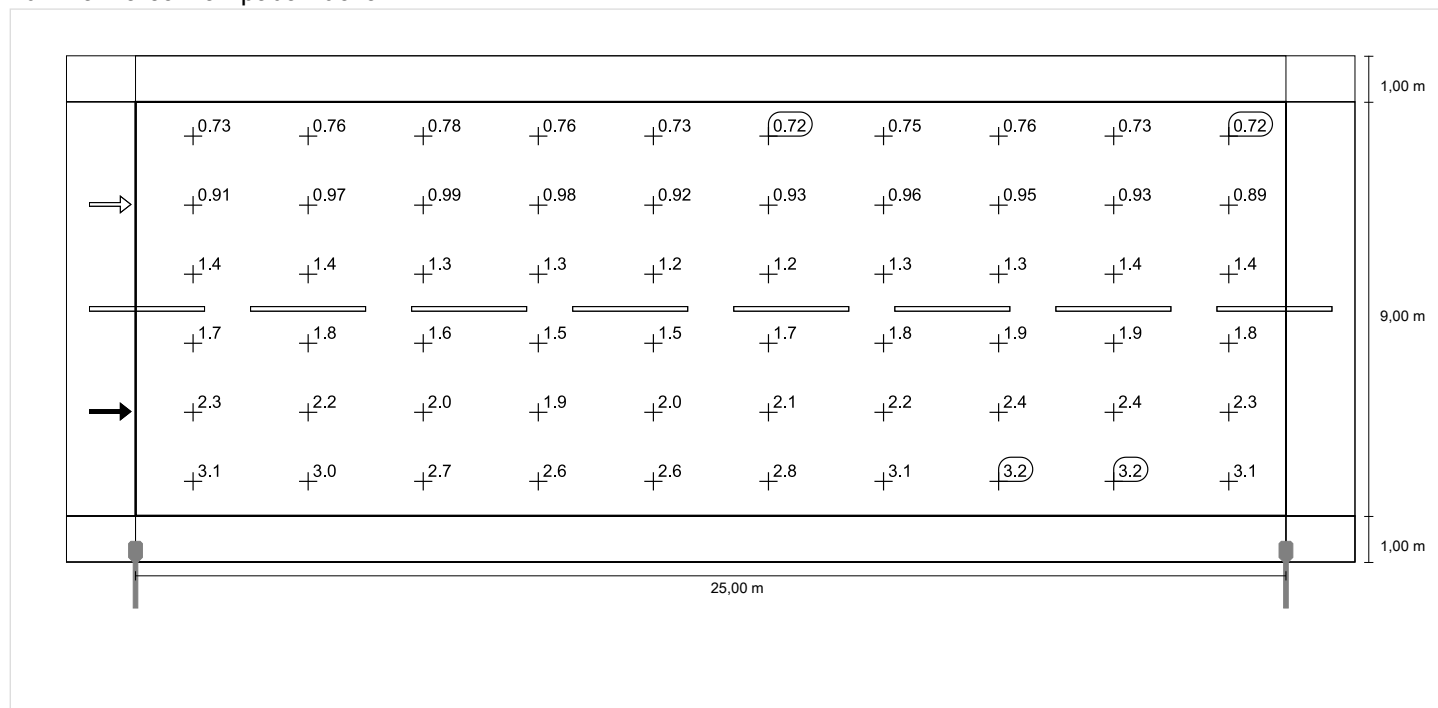 1,00 m
0.73 0.76 0.78 0.76 0.73 0.72 0.75 0.76 0.73 0.72
0.91 0.97 0.99 0.98 0.92 0.93 0.96 0.95 0.93 0.89
1.4 1.4 1.3 1.3 1.2 1.2 1.3 1.3 1.4 1.4
9,00 m
1.7 1.8 1.6 1.5 1.5 1.7 1.8 1.9 1.9 1.8
2.3 2.2 2.0 1.9 2.0 2.1 2.2 2.4 2.4 2.3
3.1 3.0 2.7 2.6 2.6 2.8 3.1 3.2 3.2 3.1
1,00 m
25,00 m